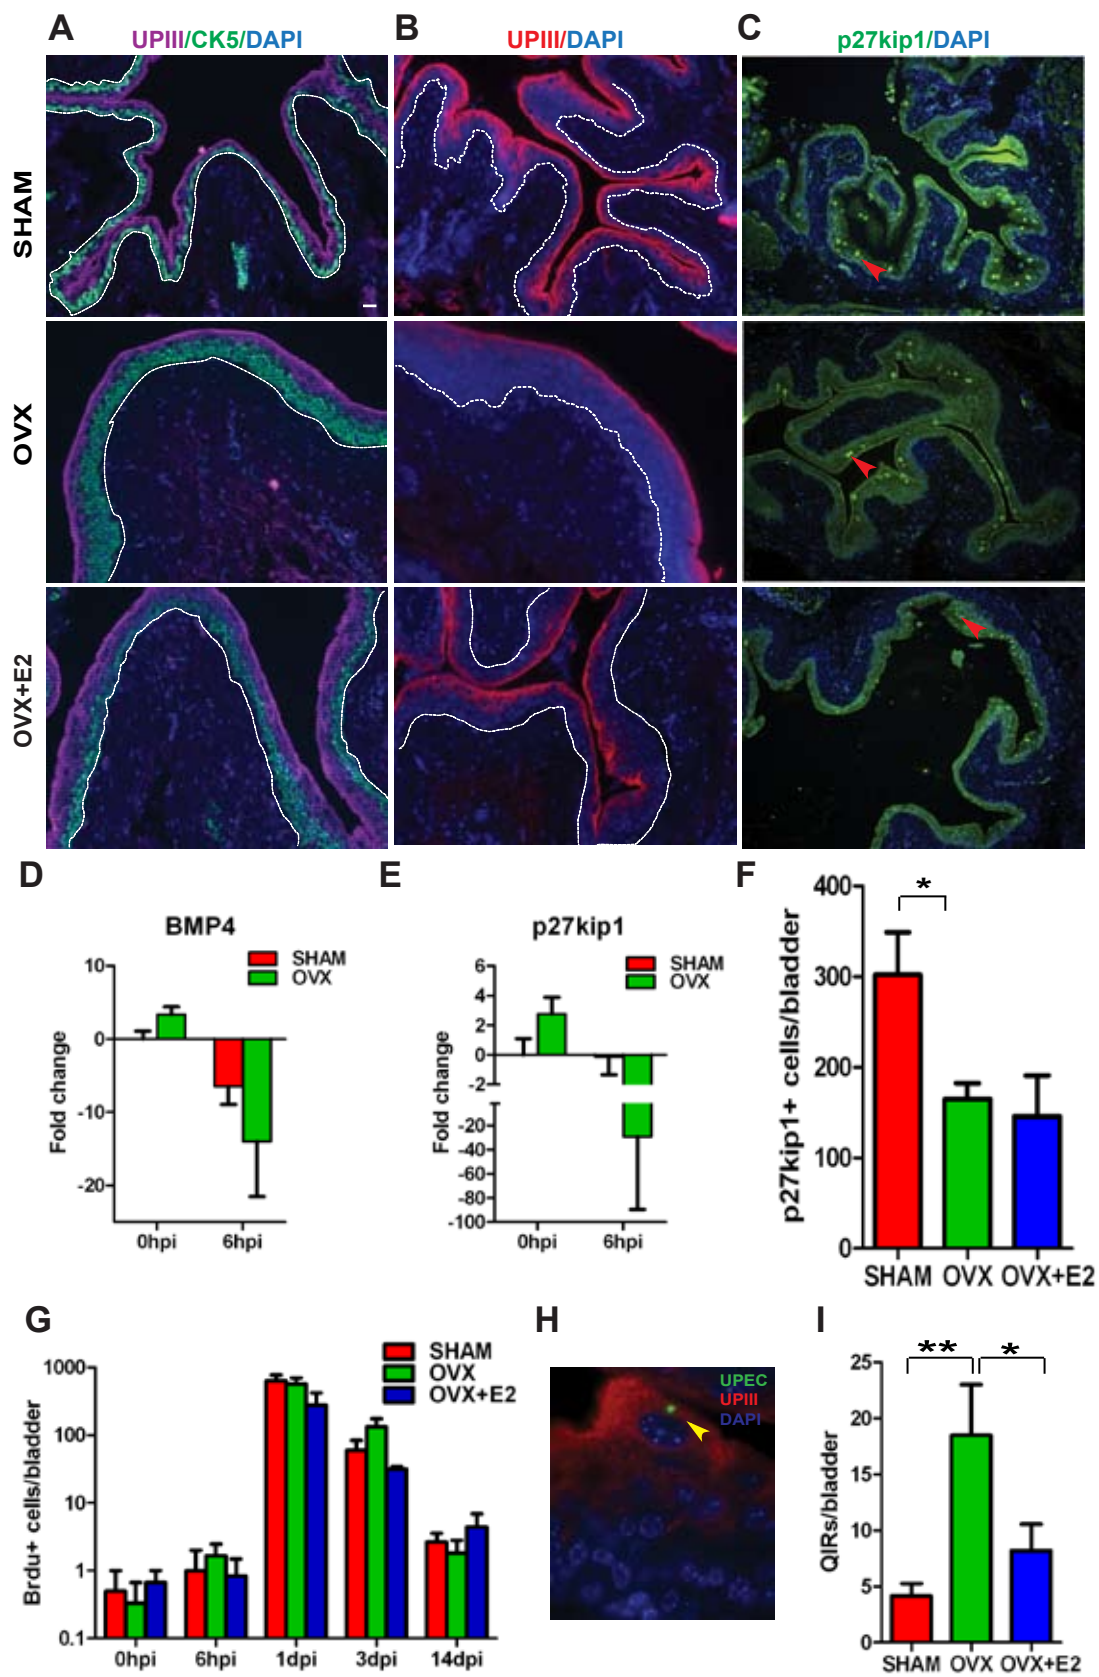 A
B
C
UPIII/CK5/DAPI
UPIII/DAPI
p27kip1/DAPI
SHAM
OVX
OVX+E2
D
E
F
BMP4
SHAM
OVX
Fold change
10
0
-10
-20
0hpi
6hpi
p27kip1
SHAM
OVX
Fold change
6
4
2
0
-2
-20
-40
-60
-80
-100
0hpi
6hpi
p27kip1+ cells/bladder
400
300
200
100
0
*
SHAM
OVX
OVX+E2
G
H
I
SHAM
OVX
OVX+E2
Brdu+ cells/bladder
1000
100
10
1
0.1
0hpi
6hpi
1dpi
3dpi
14dpi
UPEC
UPIII
DAPI
QIRs/bladder
25
20
15
10
5
0
**
*
SHAM
OVX
OVX+E2